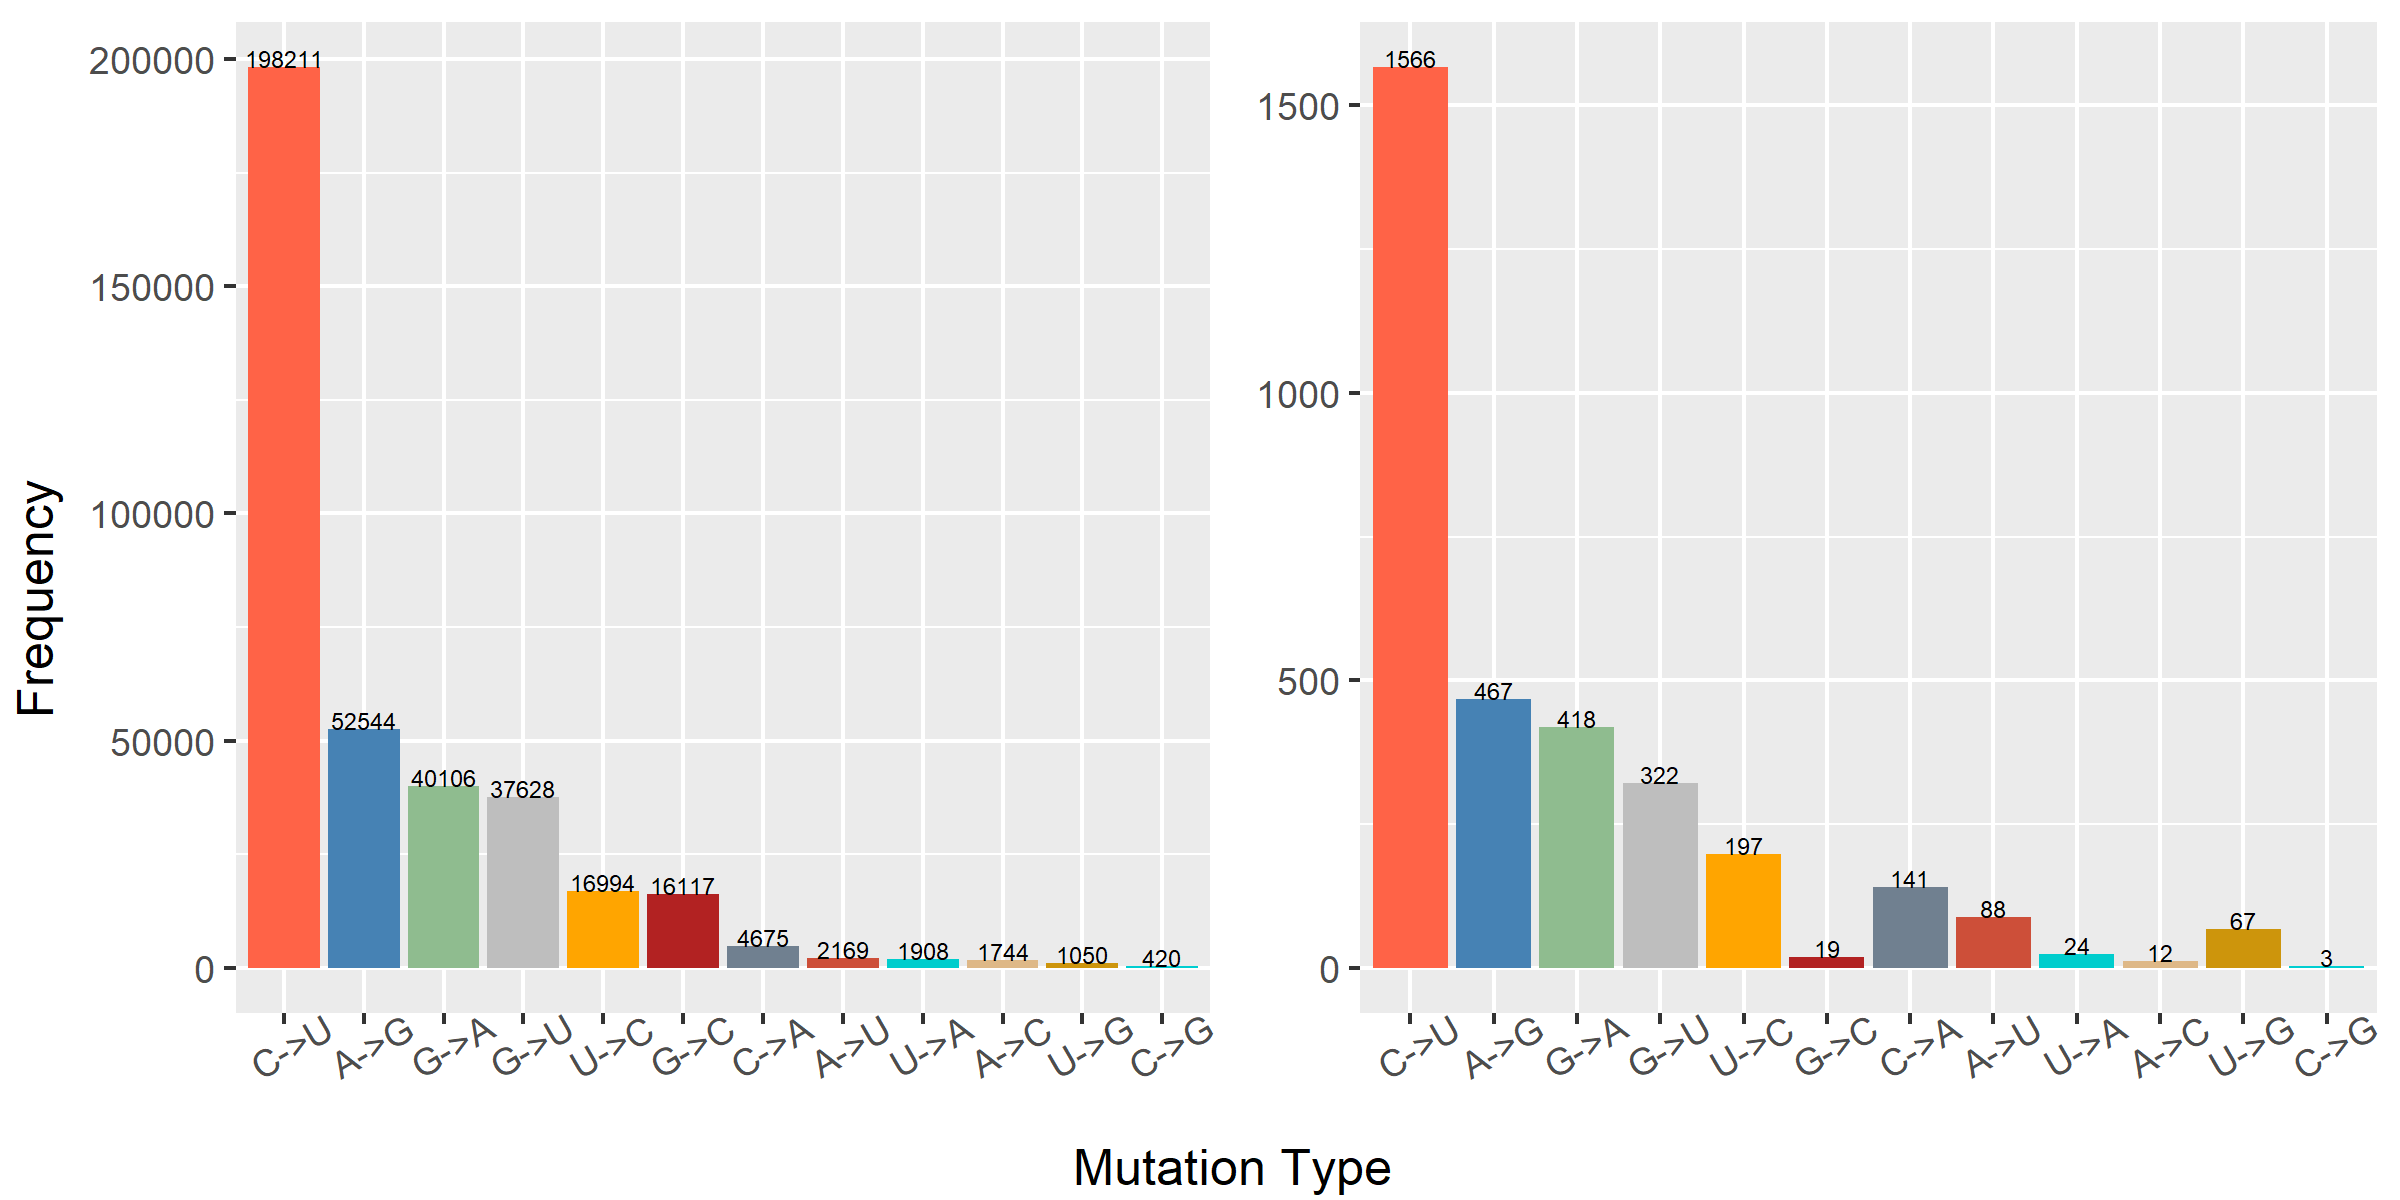 Frequency
200000
150000
100000
50000
0
198211
52544
40106
37628
16994
16117
4675
2169
1908
1744
1050
420
C->U
A->G
G->A
G->U
U->C
G->C
C->A
A->U
U->A
A->C
U->G
C->G
1500
1000
500
0
1566
467
418
322
197
19
141
88
24
12
67
3
C->U
A->G
G->A
G->U
U->C
G->C
C->A
A->U
U->A
A->C
U->G
C->G
Mutation Type